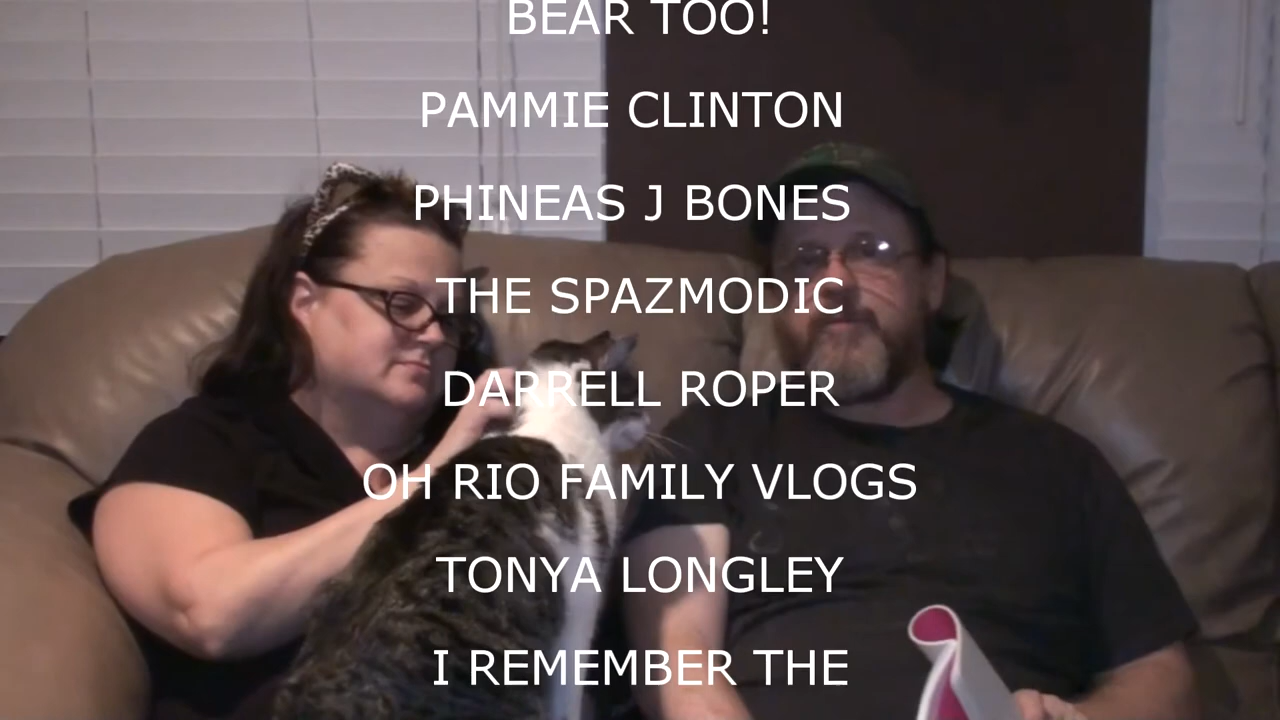 BEAR TOO!
PAMMIE CLINTON
PHINEAS J BONES
THE SPAZMODIC
DARRELL ROPER
OH RIO FAMILY VLOGS
TONYA LONGLEY
I REMEMBER THE